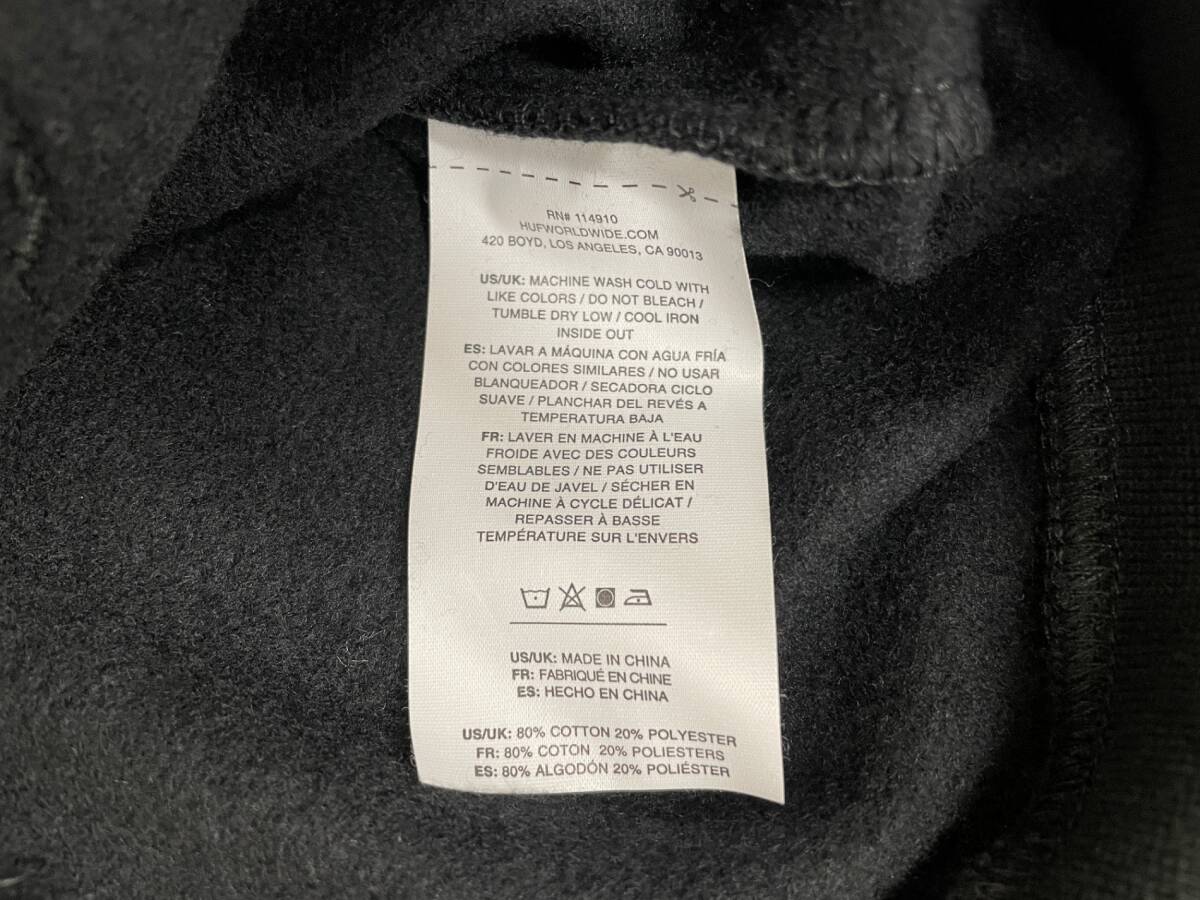 RN# 114910
HUFWORLDWIDE.COM
420 BOYD, LOS ANGELES, CA 90013
US/UK: MACHINE WASH COLD WITH
LIKE COLORS / DO NOT BLEACH /
TUMBLE DRY LOW / COOL IRON
INSIDE OUT
ES: LAVAR A MÁQUINA CON AGUA FRÍA
CON COLORES SIMILARES / NO USAR
BLANQUEADOR / SECADORA CICLO
SUAVE / PLANCHAR DEL REVÉS A
TEMPERATURA BAJA
FR: LAVER EN MACHINE À L'EAU
FROIDE AVEC DES COULEURS
SEMBLABLES / NE PAS UTILISER
D'EAU DE JAVEL / SÉCHER EN
MACHINE À CYCLE DÉLICAT /
REPASSER À BASSE
TEMPÉRATURE SUR L'ENVERS
US/UK: MADE IN CHINA
FR: FABRIQUÉ EN CHINE
ES: HECHO EN CHINA
US/UK: 80% COTTON 20% POLYESTER
FR: 80% COTON 20% POLIESTERS
ES: 80% ALGODÓN 20% POLIÉSTER